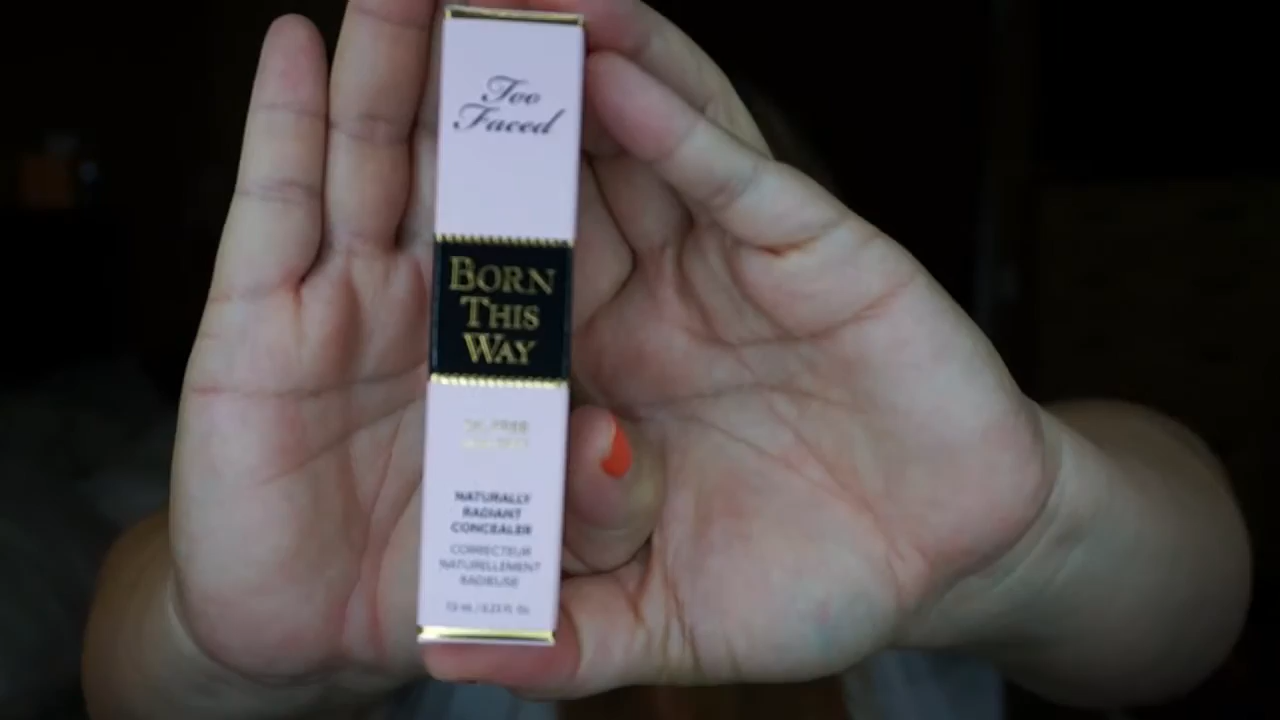 Too
Faced
BORN
THIS
WAY
NATURALLY
RADIANT
CONCEALER
CORRECTEUR
NATURELLEMENT
RADIEUSE